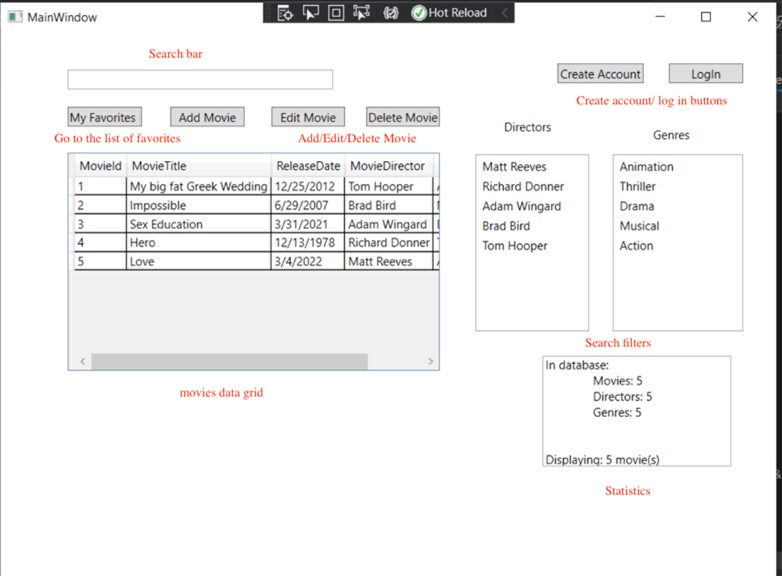 MainWindow
Hot Reload
Search bar
Create Account LogIn
Create account/ log in buttons
My Favorites Add Movie Edit Movie Delete Movie
Go to the list of favorites Add/Edit/Delete Movie
Directors
Genres
MovieId MovieTitle ReleaseDate MovieDirector
1 My big fat Greek Wedding 12/25/2012 Tom Hooper
2 Impossible 6/29/2007 Brad Bird
3 Sex Education 3/31/2021 Adam Wingard
4 Hero 12/13/1978 Richard Donner
5 Love 3/4/2022 Matt Reeves
Matt Reeves
Richard Donner
Adam Wingard
Brad Bird
Tom Hooper
Animation
Thriller
Drama
Musical
Action
Search filters
movies data grid
In database:
Movies: 5
Directors: 5
Genres: 5
Displaying: 5 movie(s)
Statistics